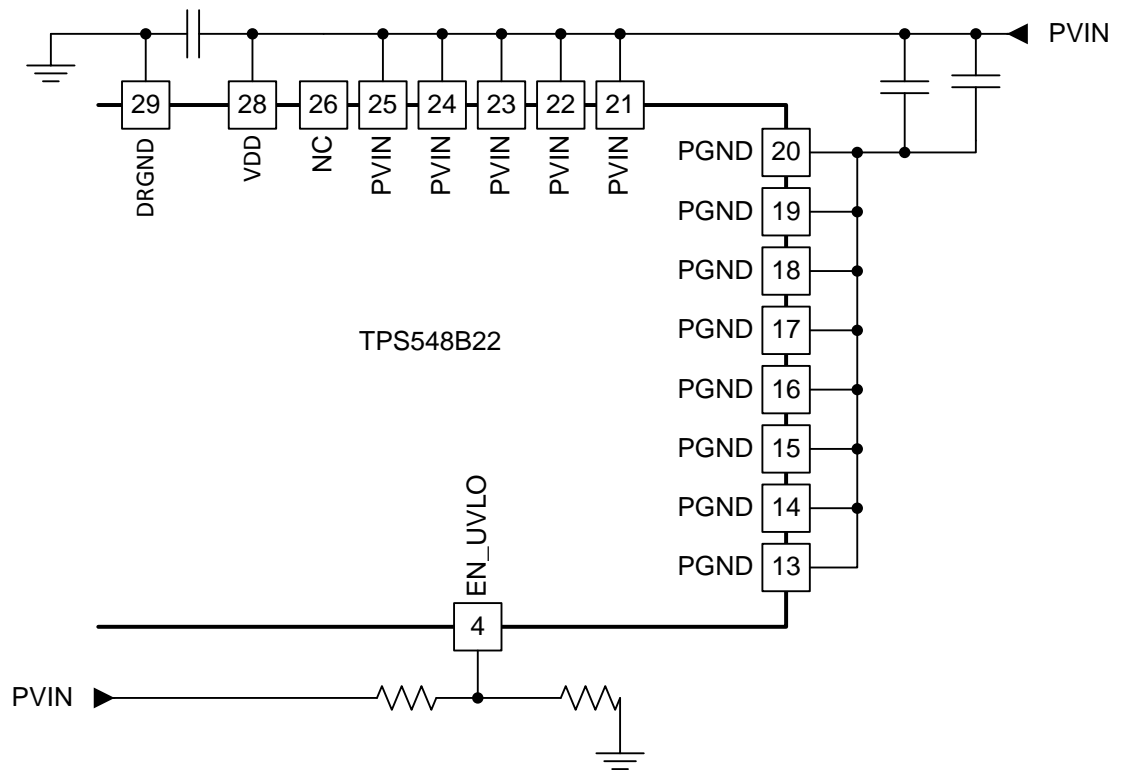 PVIN
29 28 26 25 24 23 22 21
DRGND VDD NC PVIN PVIN PVIN PVIN PVIN
PGND 20
PGND 19
PGND 18
PGND 17
TPS548B22
PGND 16
PGND 15
PGND 14
PGND 13
EN_UVLO
4
PVIN